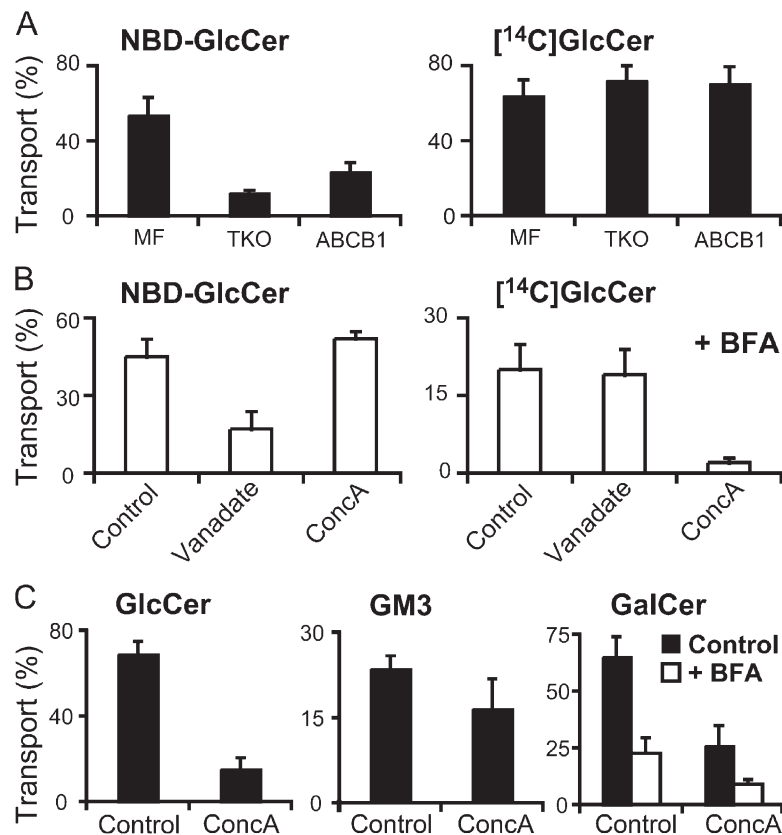 A
NBD-GlcCer
[¹⁴C]GlcCer
Transport (%)
80
40
0
MF
TKO
ABCB1
80
40
0
MF
TKO
ABCB1
B
NBD-GlcCer
[¹⁴C]GlcCer
Transport (%)
60
30
0
Control
Vanadate
ConcA
30
15
0
+ BFA
Control
Vanadate
ConcA
C
GlcCer
GM3
GalCer
Transport (%)
80
40
0
Control
ConcA
30
15
0
Control
ConcA
75
50
25
0
Control
+ BFA
Control
ConcA